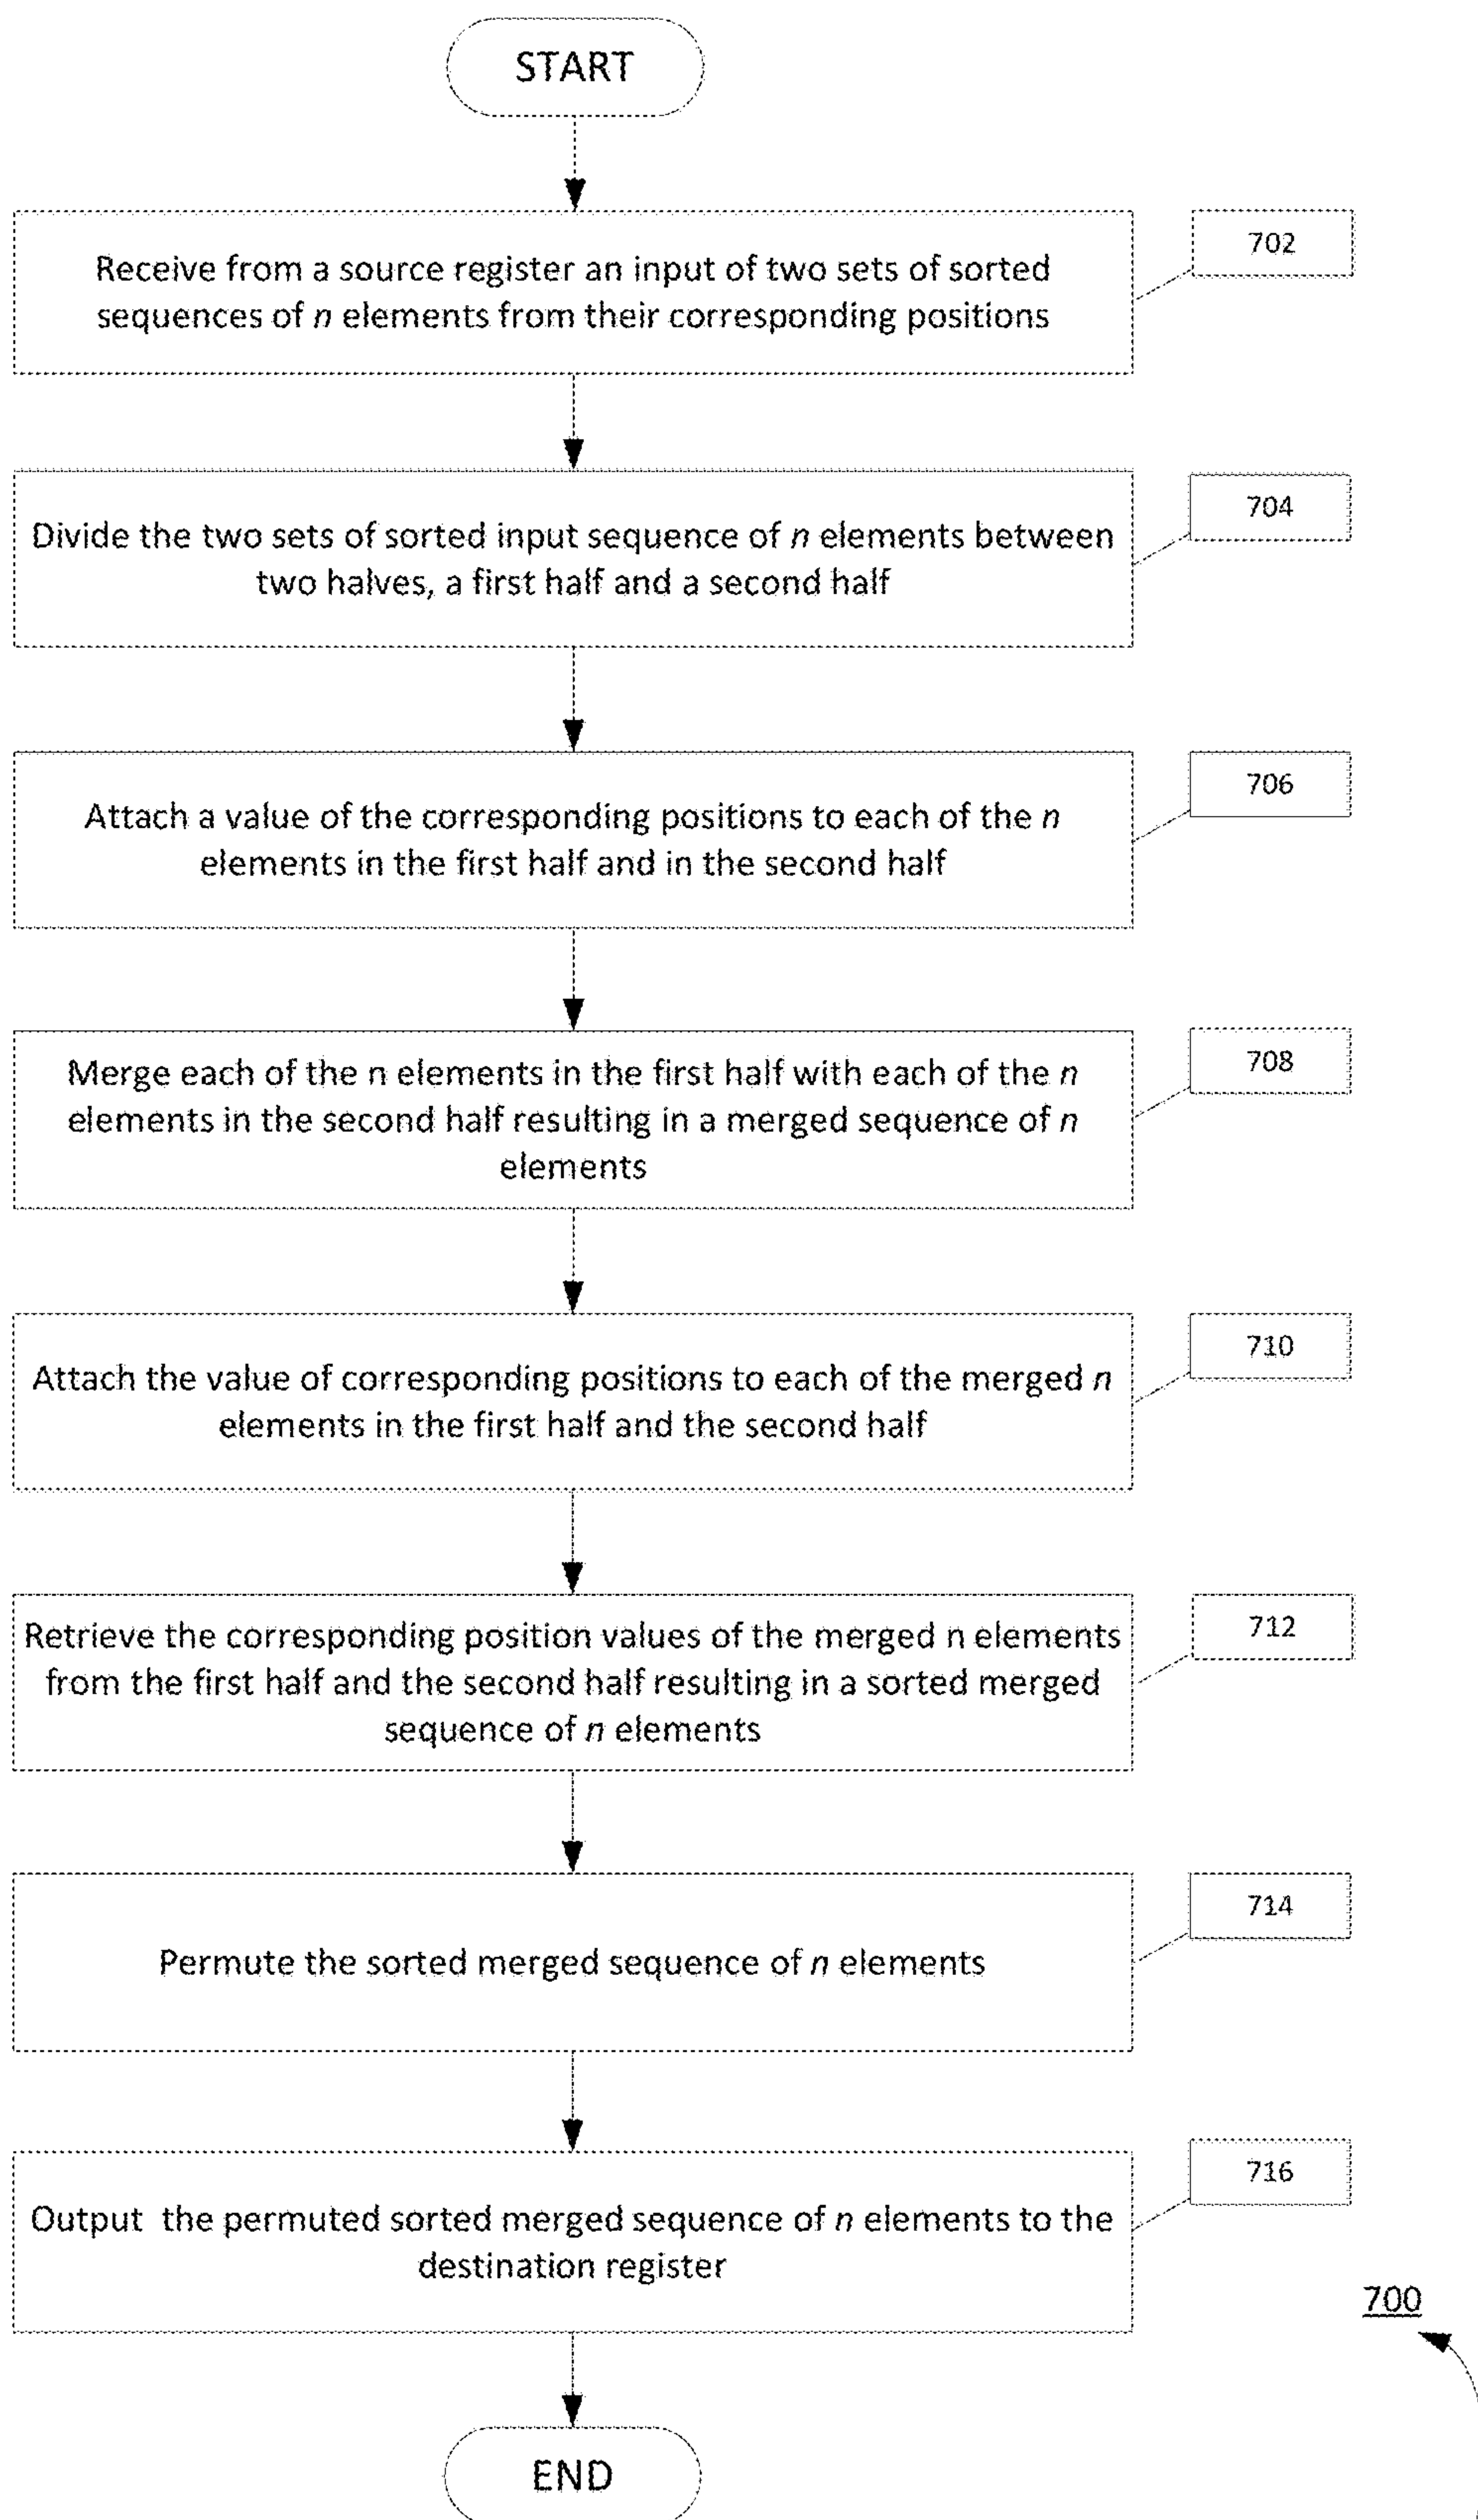 START
Receive from a source register an input of two sets of sorted
sequences of n elements from their corresponding positions
702
Divide the two sets of sorted input sequence of n elements between
two halves, a first half and a second half
704
Attach a value of the corresponding positions to each of the n
elements in the first half and in the second half
706
Merge each of the n elements in the first half with each of the n
elements in the second half resulting in a merged sequence of n
elements
708
Attach the value of corresponding positions to each of the merged n
elements in the first half and the second half
710
Retrieve the corresponding position values of the merged n elements
from the first half and the second half resulting in a sorted merged
sequence of n elements
712
Permute the sorted merged sequence of n elements
714
Output the permuted sorted merged sequence of n elements to the
destination register
716
700
END